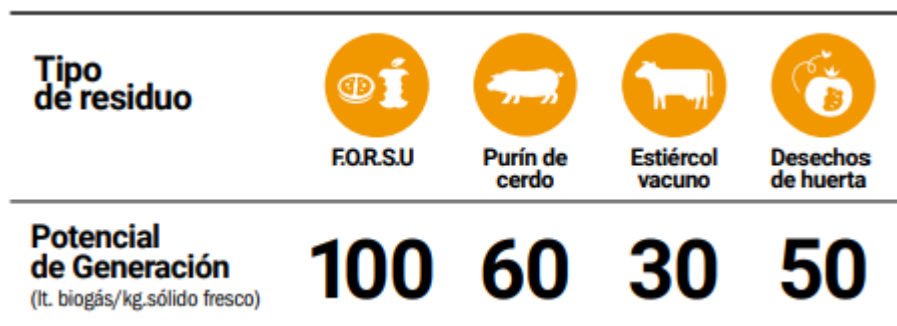 Tipo
de residuo
F.O.R.S.U
Purín de
cerdo
Estiércol
vacuno
Desechos
de huerta
Potencial
de Generación
(lt. biogás/kg.sólido fresco)
100 60 30 50